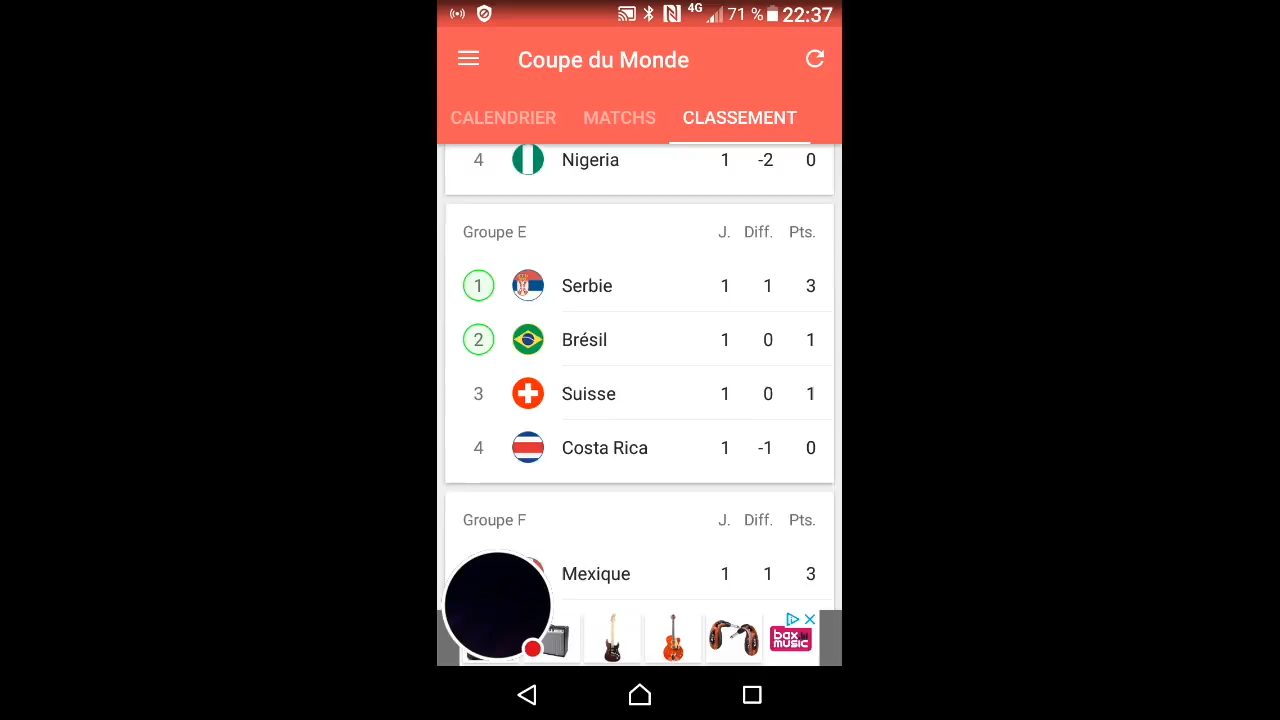 4G 71 % 22:37
Coupe du Monde
CALENDRIER MATCHS CLASSEMENT
4 Nigeria 1 -2 0
Groupe E J. Diff. Pts.
1 Serbie 1 1 3
2 Brésil 1 0 1
3 Suisse 1 0 1
4 Costa Rica 1 -1 0
Groupe F J. Diff. Pts.
Mexique 1 1 3
bax
music